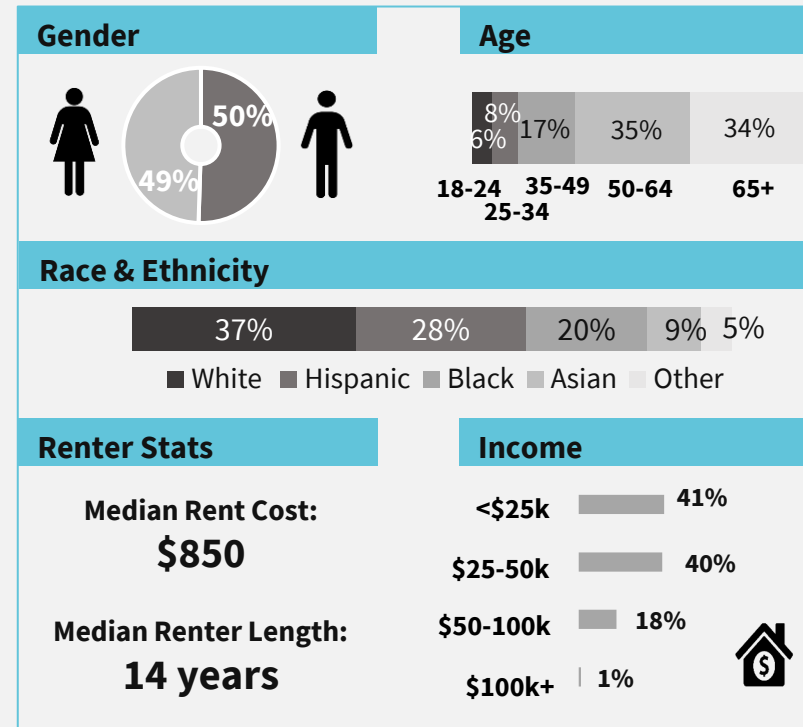 Gender
50%
49%
Age
6%
8%
17%
35%
34%
18-24
25-34
35-49
50-64
65+
Race & Ethnicity
37%
28%
20%
9%
5%
White
Hispanic
Black
Asian
Other
Renter Stats
Median Rent Cost:
$850
Median Renter Length:
14 years
Income
<$25k
41%
$25-50k
40%
$50-100k
18%
$100k+
1%
$